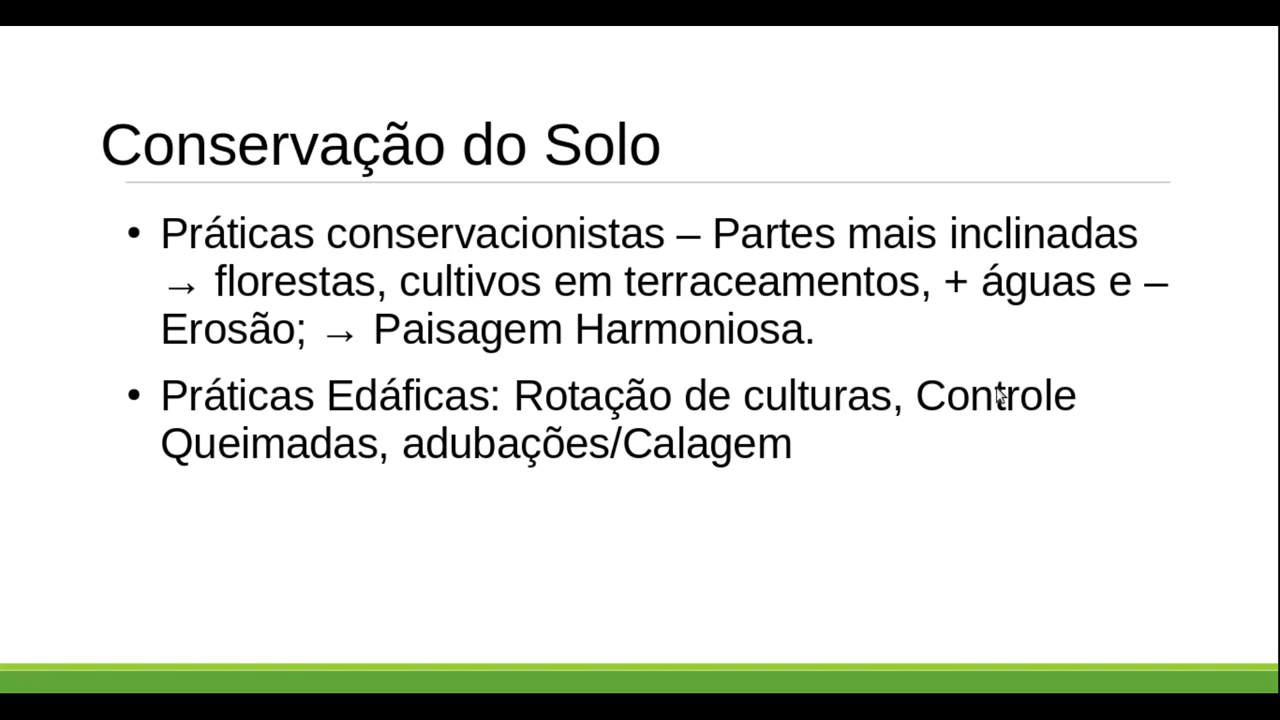 Conservação do Solo
• Práticas conservacionistas – Partes mais inclinadas
→ florestas, cultivos em terraceamentos, + águas e –
Erosão; → Paisagem Harmoniosa.
• Práticas Edáficas: Rotação de culturas, Controle
Queimadas, adubações/Calagem